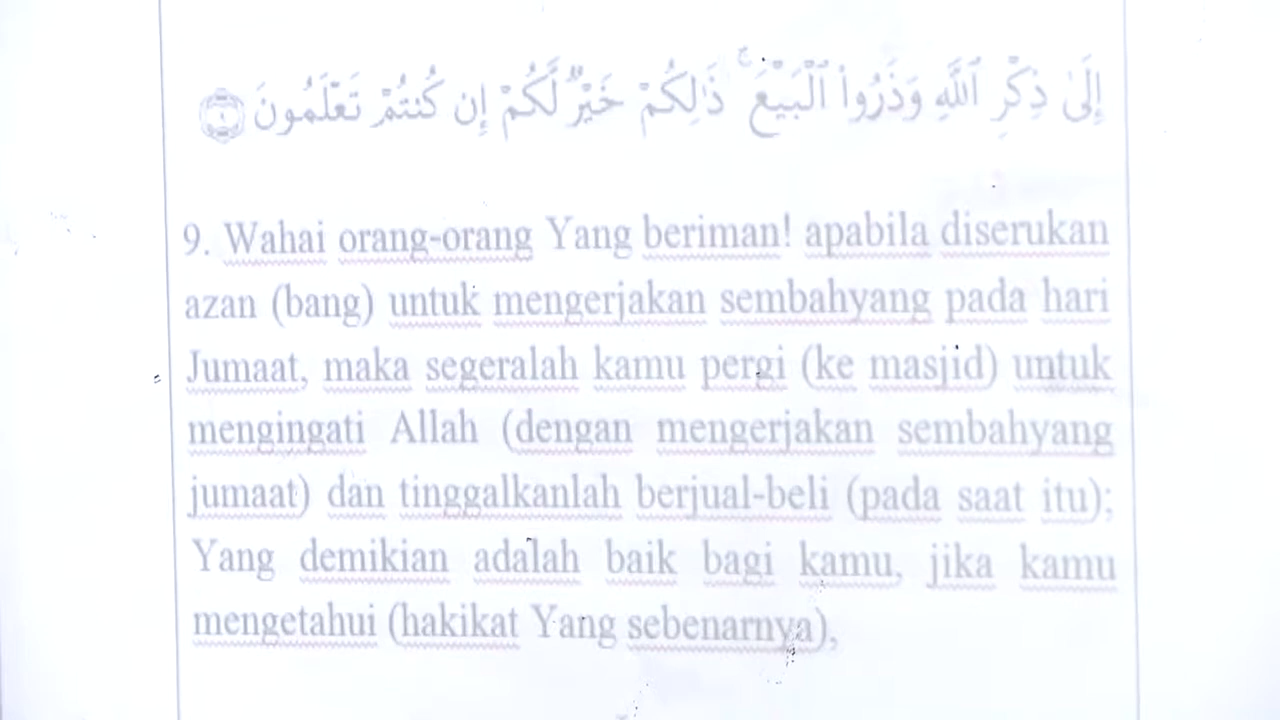 إِلَىٰ ذِكْرِ ٱللَّهِ وَذَرُوا۟ ٱلْبَيْعَ ۚ ذَٰلِكُمْ خَيْرٌ لَّكُمْ إِن كُنتُمْ تَعْلَمُونَ
9. Wahai orang-orang Yang beriman! apabila diserukan
azan (bang) untuk mengerjakan sembahyang pada hari
Jumaat, maka segeralah kamu pergi (ke masjid) untuk
mengingati Allah (dengan mengerjakan sembahyang
jumaat) dan tinggalkanlah berjual-beli (pada saat itu);
Yang demikian adalah baik bagi kamu, jika kamu
mengetahui (hakikat Yang sebenarnya),